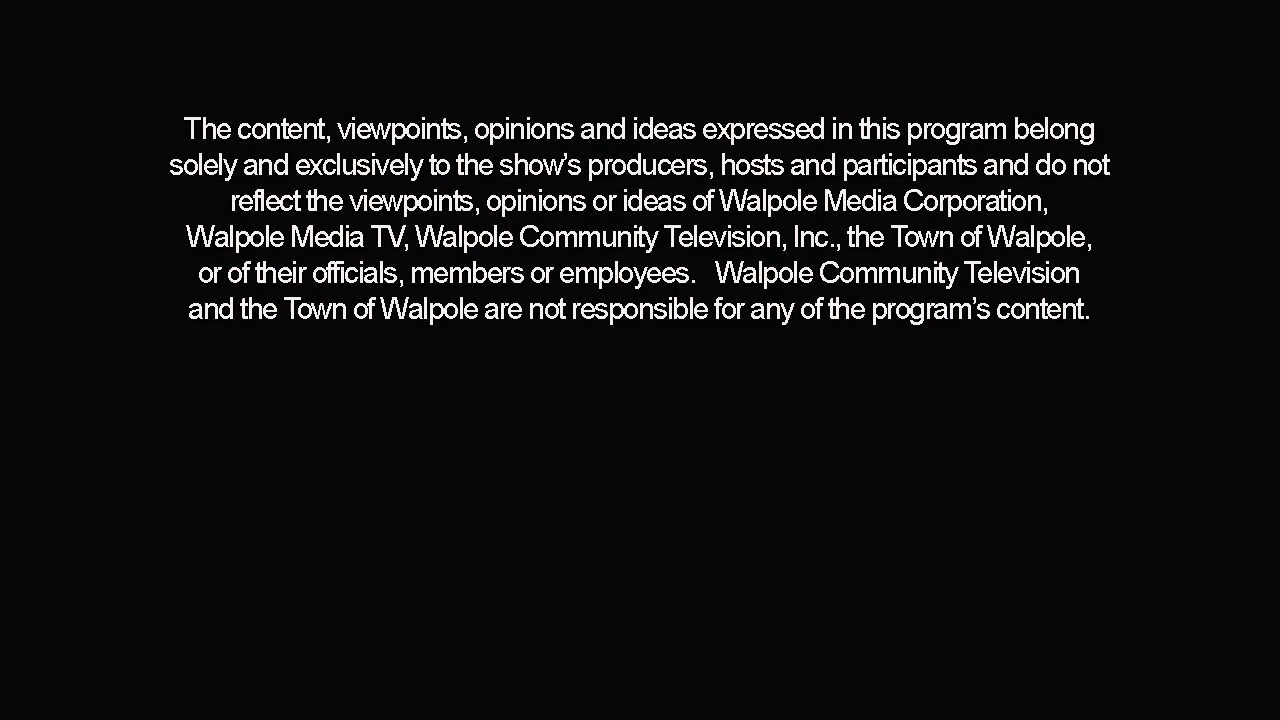 The content, viewpoints, opinions and ideas expressed in this program belong
solely and exclusively to the show’s producers, hosts and participants and do not
reflect the viewpoints, opinions or ideas of Walpole Media Corporation,
Walpole Media TV, Walpole Community Television, Inc., the Town of Walpole,
or of their officials, members or employees.   Walpole Community Television
and the Town of Walpole are not responsible for any of the program’s content.